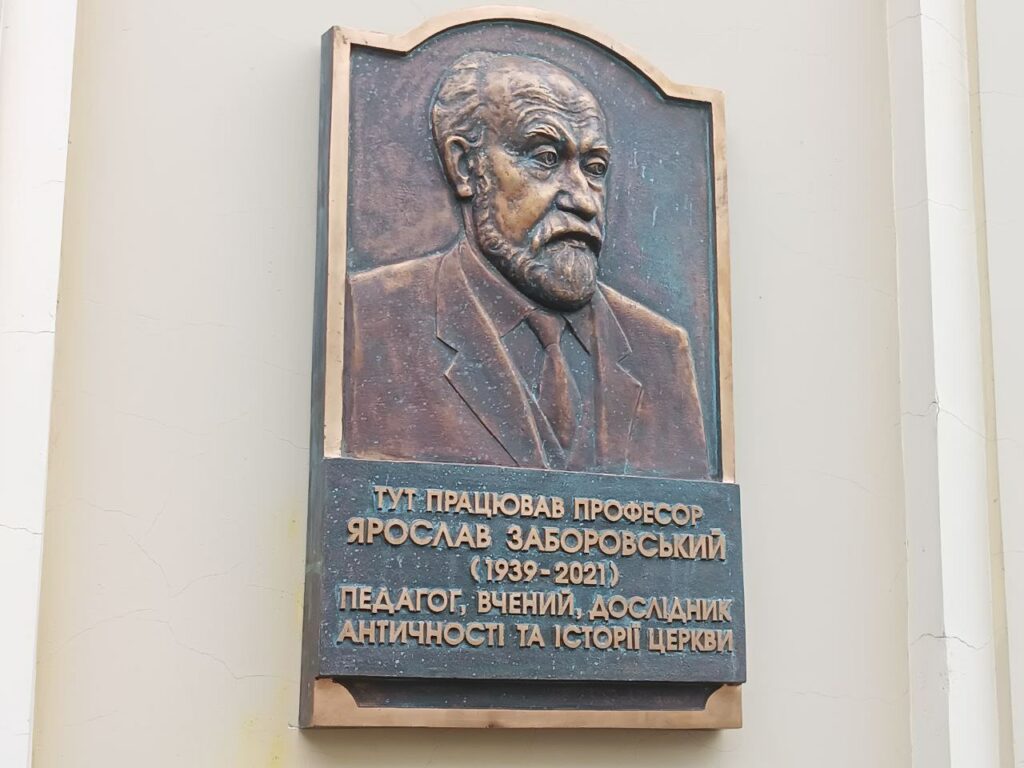 ТУТ ПРАЦЮВАВ ПРОФЕСОР
ЯРОСЛАВ ЗАБОРОВСЬКИЙ
(1939-2021)
ПЕДАГОГ, ВЧЕНИЙ, ДОСЛІДНИК
АНТИЧНОСТІ ТА ІСТОРІЇ ЦЕРКВИ